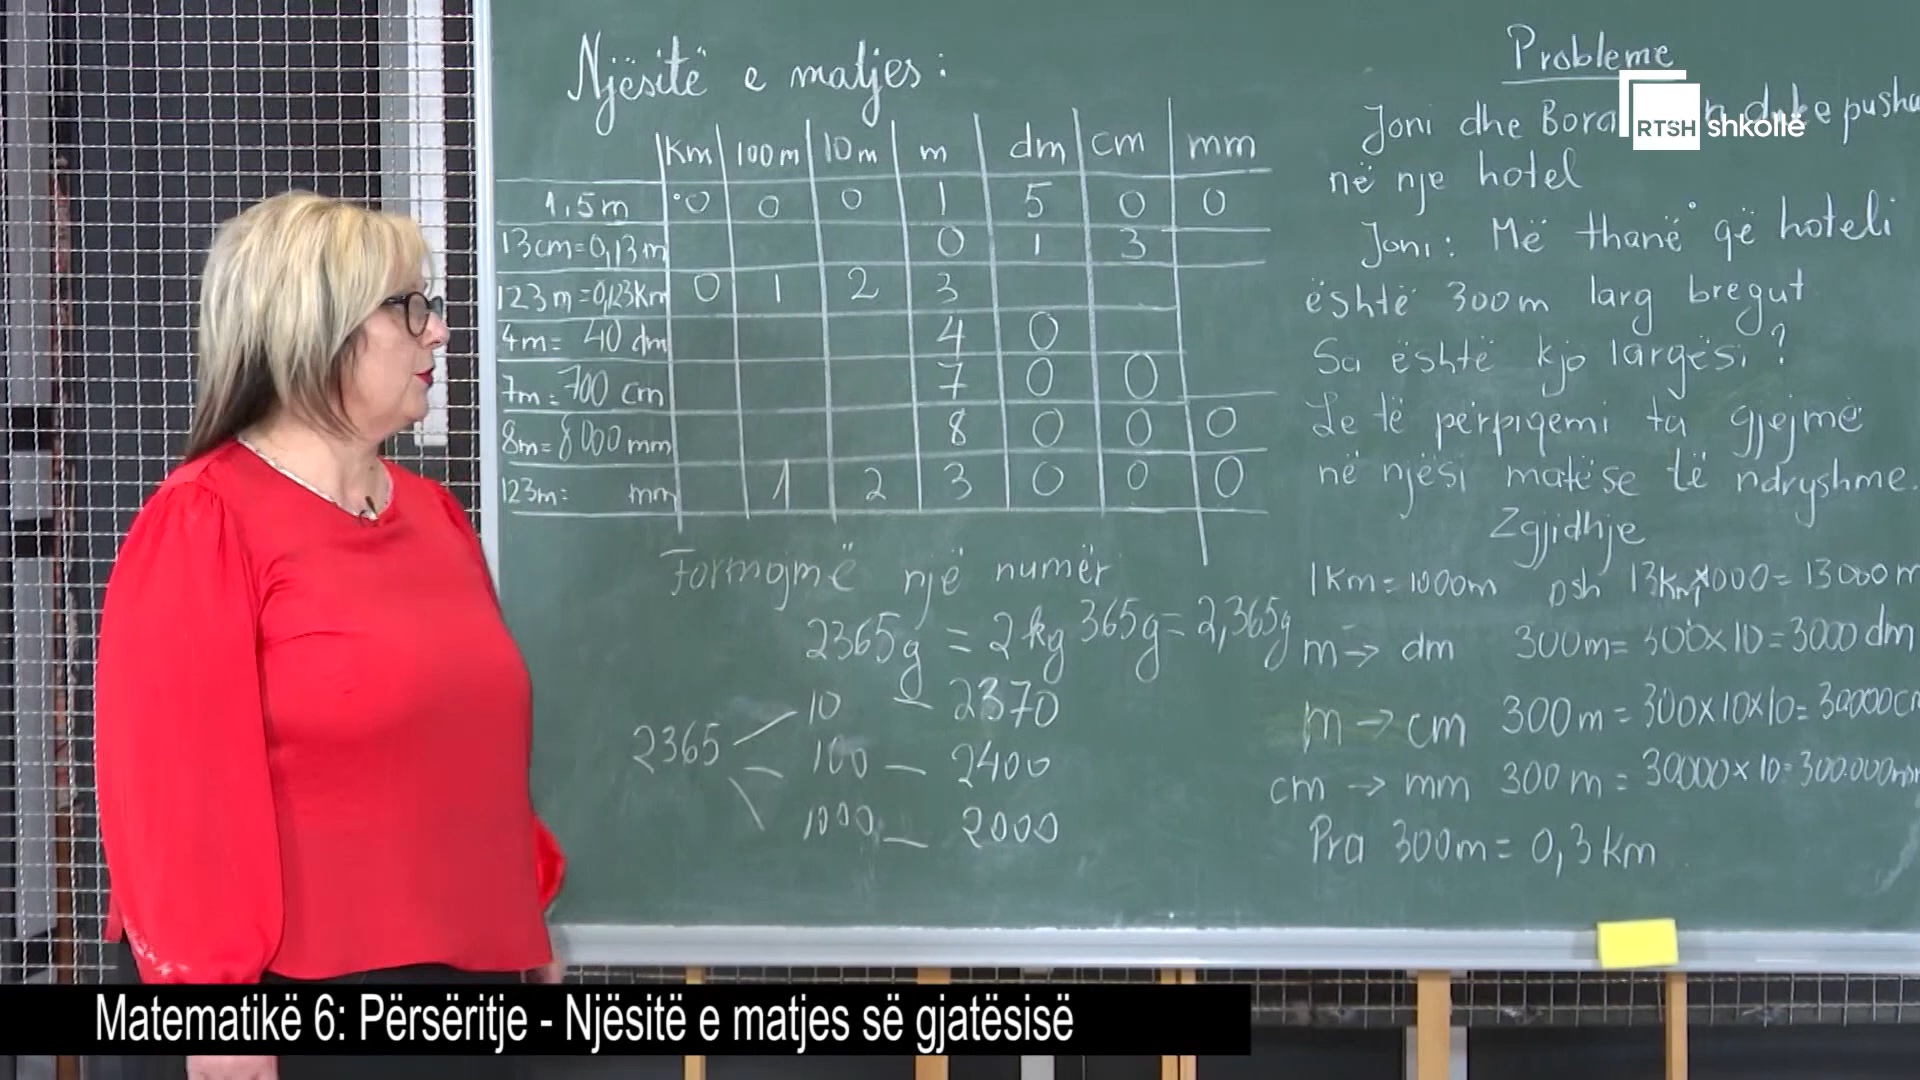 Njësitë e matjes:
Km 100m 10m m dm cm mm
1,5m 0 0 0 1 5 0 0
13cm=0,13m 0 1 3
123m=0,123Km 0 1 2 3
4m= 40 dm 4 0
7m= 700 cm 7 0 0
8m= 8000 mm 8 0 0 0
123m= mm 1 2 3 0 0 0
Formojmë një numër
2365g = 2kg 365g= 2,365g
2365
10 – 2370
100 – 2400
1000 – 2000
Probleme
Joni dhe Bora duke pusha
në nje hotel
Joni: Më thanë që hoteli
është 300m larg bregut
Sa është kjo largësi?
Le të përpiqemi ta gjejmë
në njësi matëse të ndryshme.
Zgjidhje
1Km=1000m psh 13Km×1000= 13000m
m→ dm 300m= 300×10=3000 dm
m → cm 300m = 300×10×10= 30000cm
cm → mm 300m = 30000×10=300.000mm
Pra 300m= 0,3 Km
RTSH shkollë
Matematikë 6: Përsëritje - Njësitë e matjes së gjatësisë